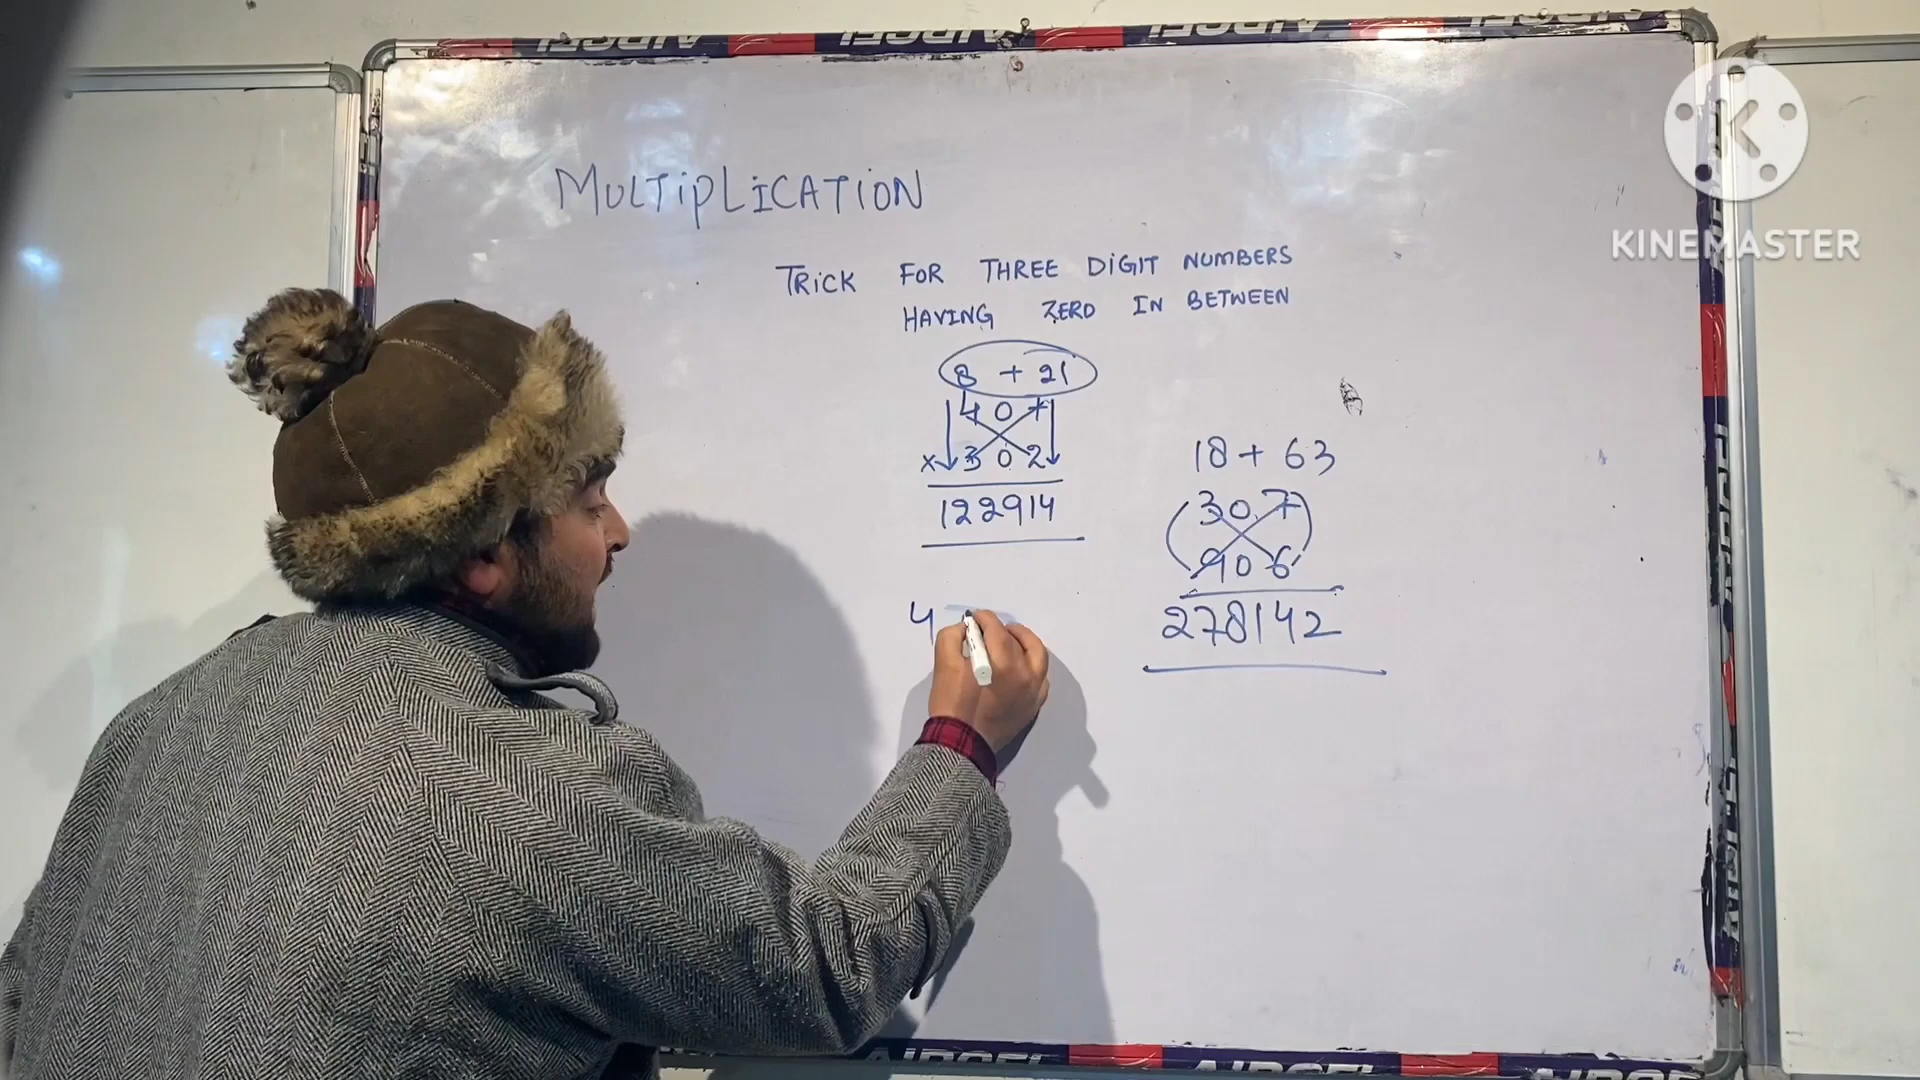 KINEMASTER
MULTIPLICATION
TRICK FOR THREE DIGIT NUMBERS
HAVING ZERO IN BETWEEN
8 + 21
407
x 302
122914
18 + 63
307
906
278142
4